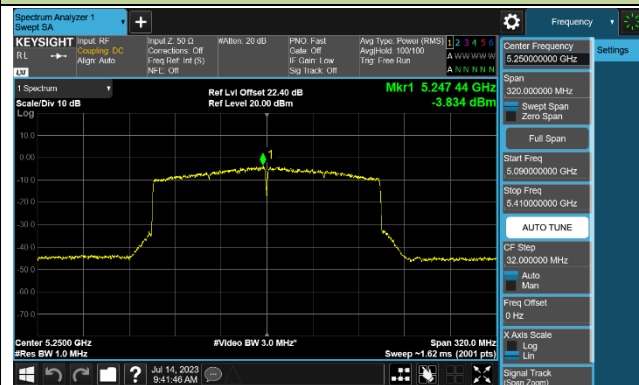 Spectrum Analyzer 1
Swept SA
+
Frequency
KEYSIGHT
RL
LXI
Input: RF
Coupling: DC
Align: Auto
Input Z: 50 Ω
Corrections: Off
Freq Ref: Int (S)
NFE: Off
#Atten: 20 dB
PNO: Fast
Gate: Off
IF Gain: Low
Sig Track: Off
Avg Type: Power (RMS)
Avg|Hold: 100/100
Trig: Free Run
1 2 3 4 5 6
A W W W W W
A N N N N N
1 Spectrum
Scale/Div 10 dB
Log
Ref Lvl Offset 22.40 dB
Ref Level 20.00 dBm
Mkr1 5.247 44 GHz
-3.834 dBm
1
10.0
0.00
-10.0
-20.0
-30.0
-40.0
-50.0
-60.0
-70.0
Center 5.2500 GHz
#Res BW 1.0 MHz
#Video BW 3.0 MHz*
Span 320.0 MHz
Sweep ~1.62 ms (2001 pts)
Jul 14, 2023
9:41:46 AM
Center Frequency
5.250000000 GHz
Settings
Span
320.000000 MHz
Swept Span
Zero Span
Full Span
Start Freq
5.090000000 GHz
Stop Freq
5.410000000 GHz
AUTO TUNE
CF Step
32.000000 MHz
Auto
Man
Freq Offset
0 Hz
X Axis Scale
Log
Lin
Signal Track
(Span Zoom)